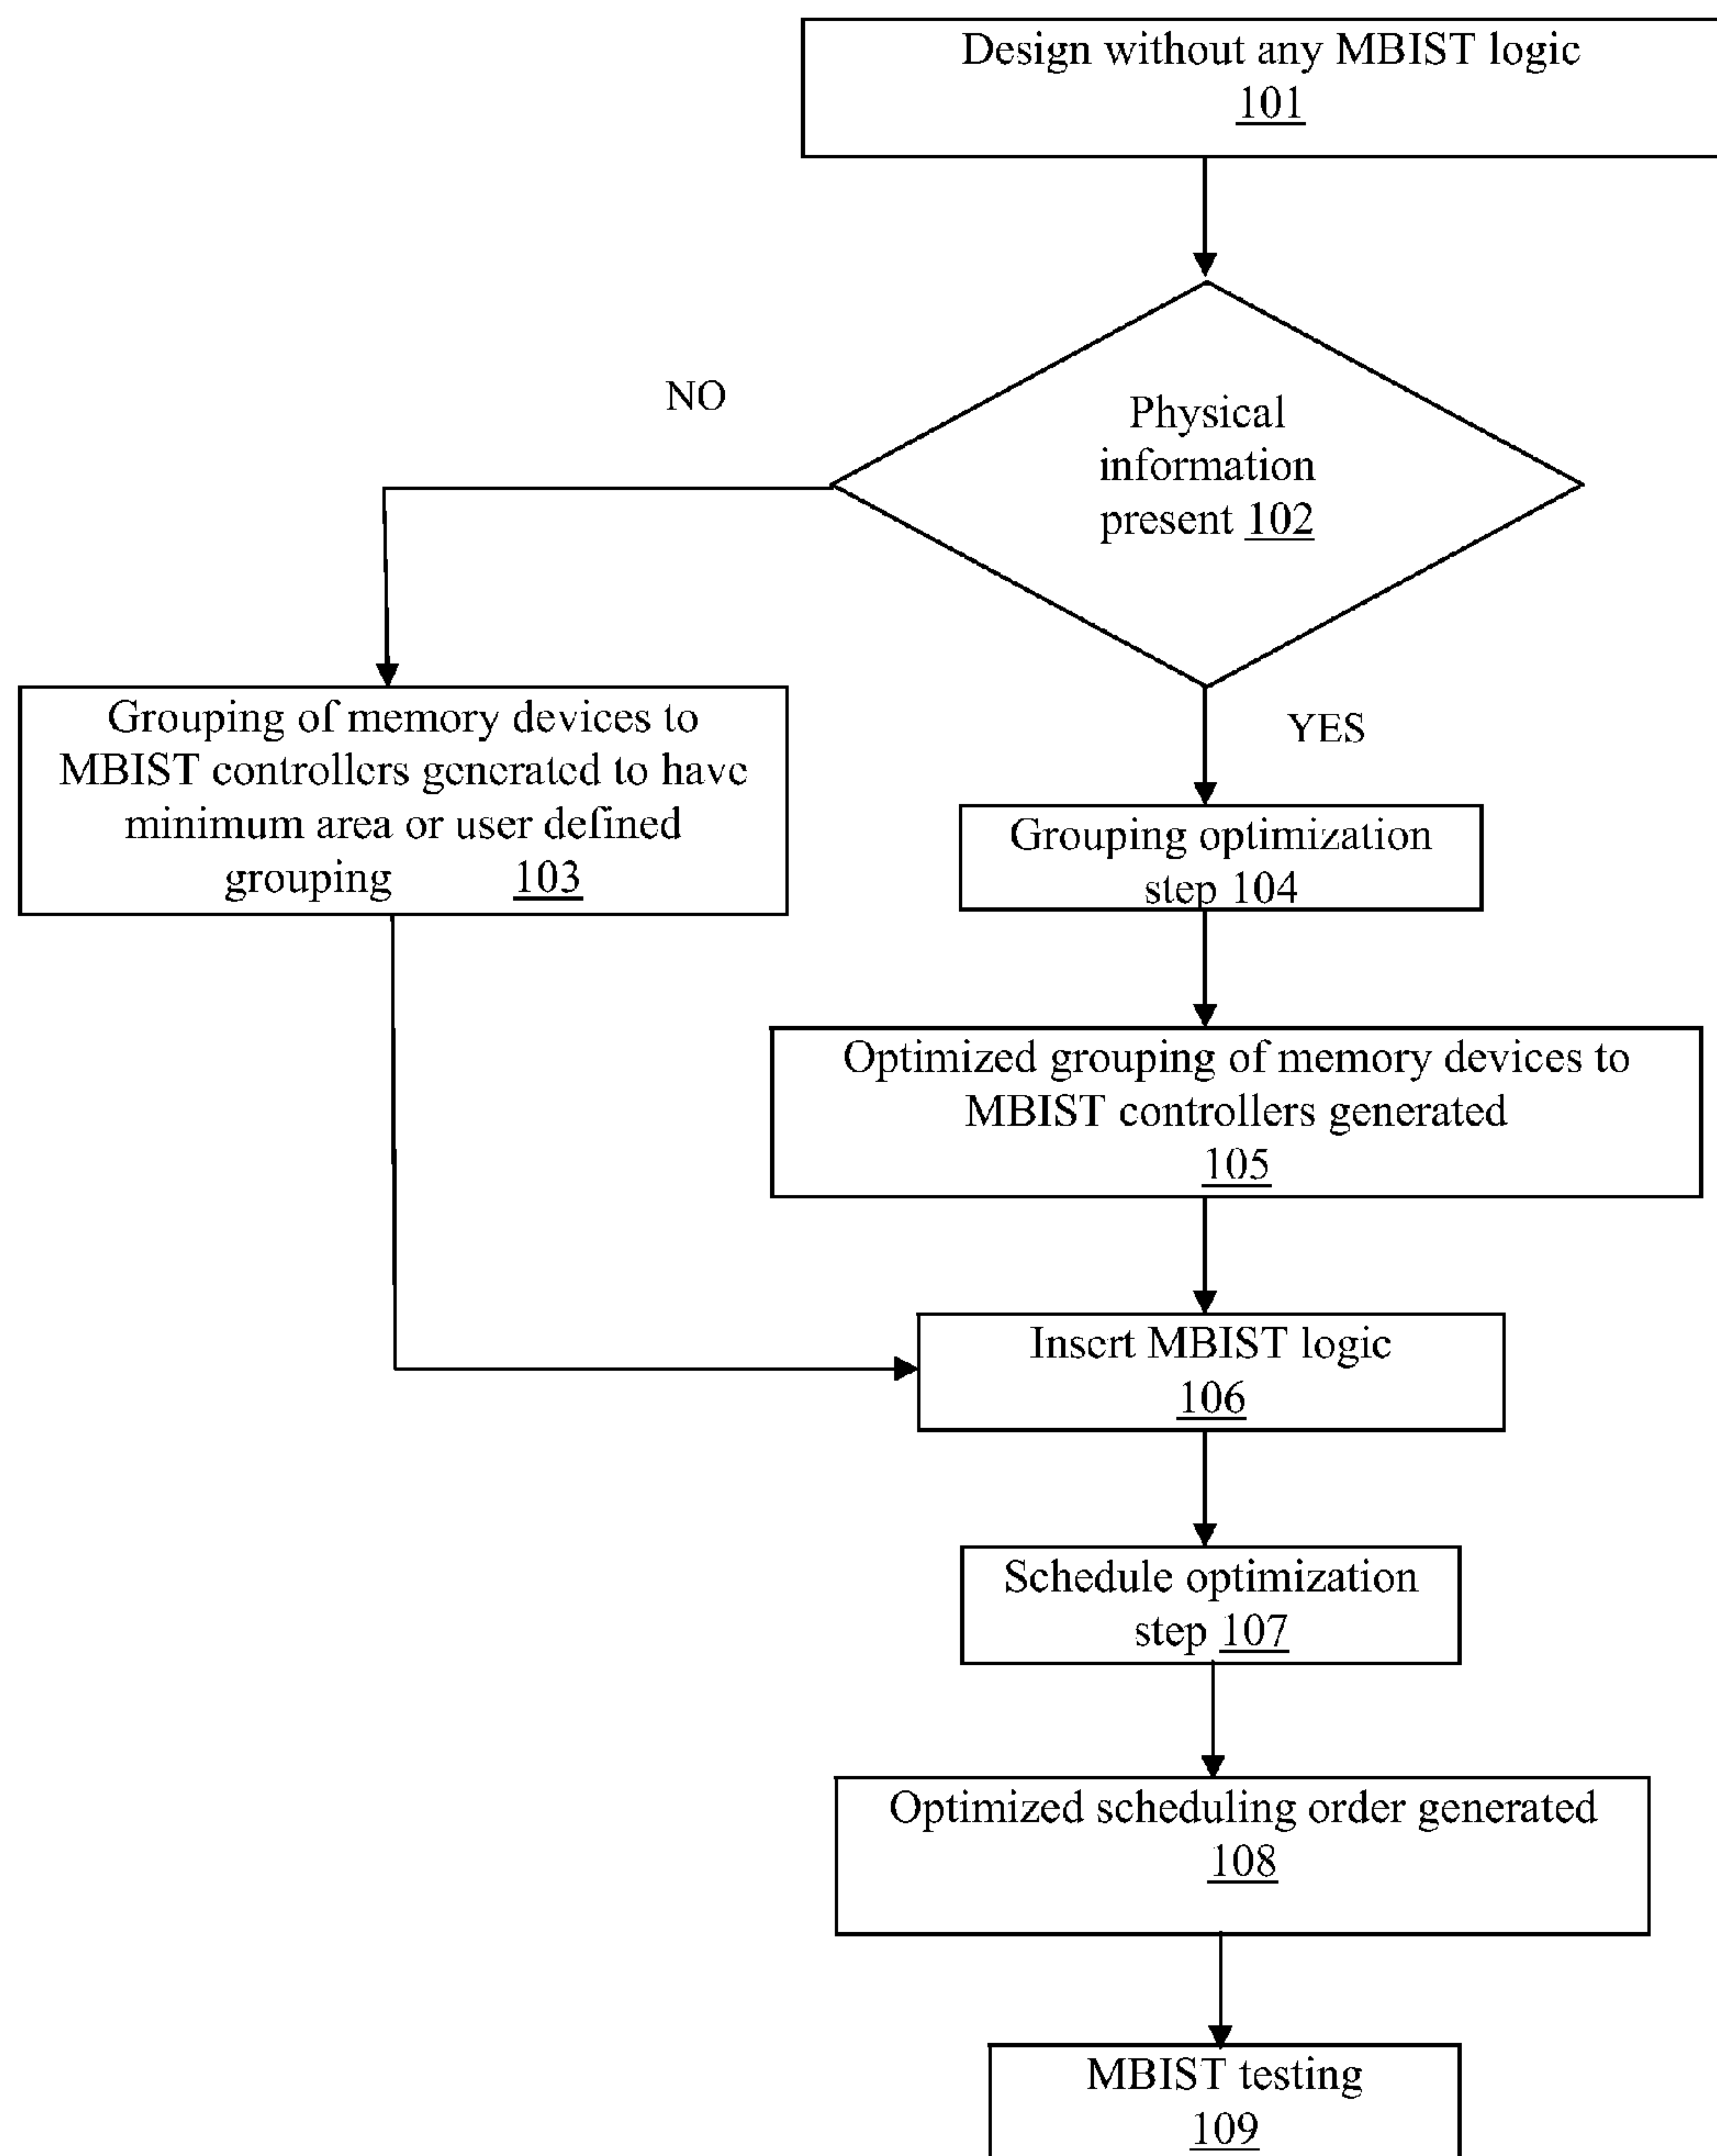 Design without any MBIST logic
101
NO
Physical
information
present 102
Grouping of memory devices to
MBIST controllers generated to have
minimum area or user defined
grouping 103
YES
Grouping optimization
step 104
Optimized grouping of memory devices to
MBIST controllers generated
105
Insert MBIST logic
106
Schedule optimization
step 107
Optimized scheduling order generated
108
MBIST testing
109